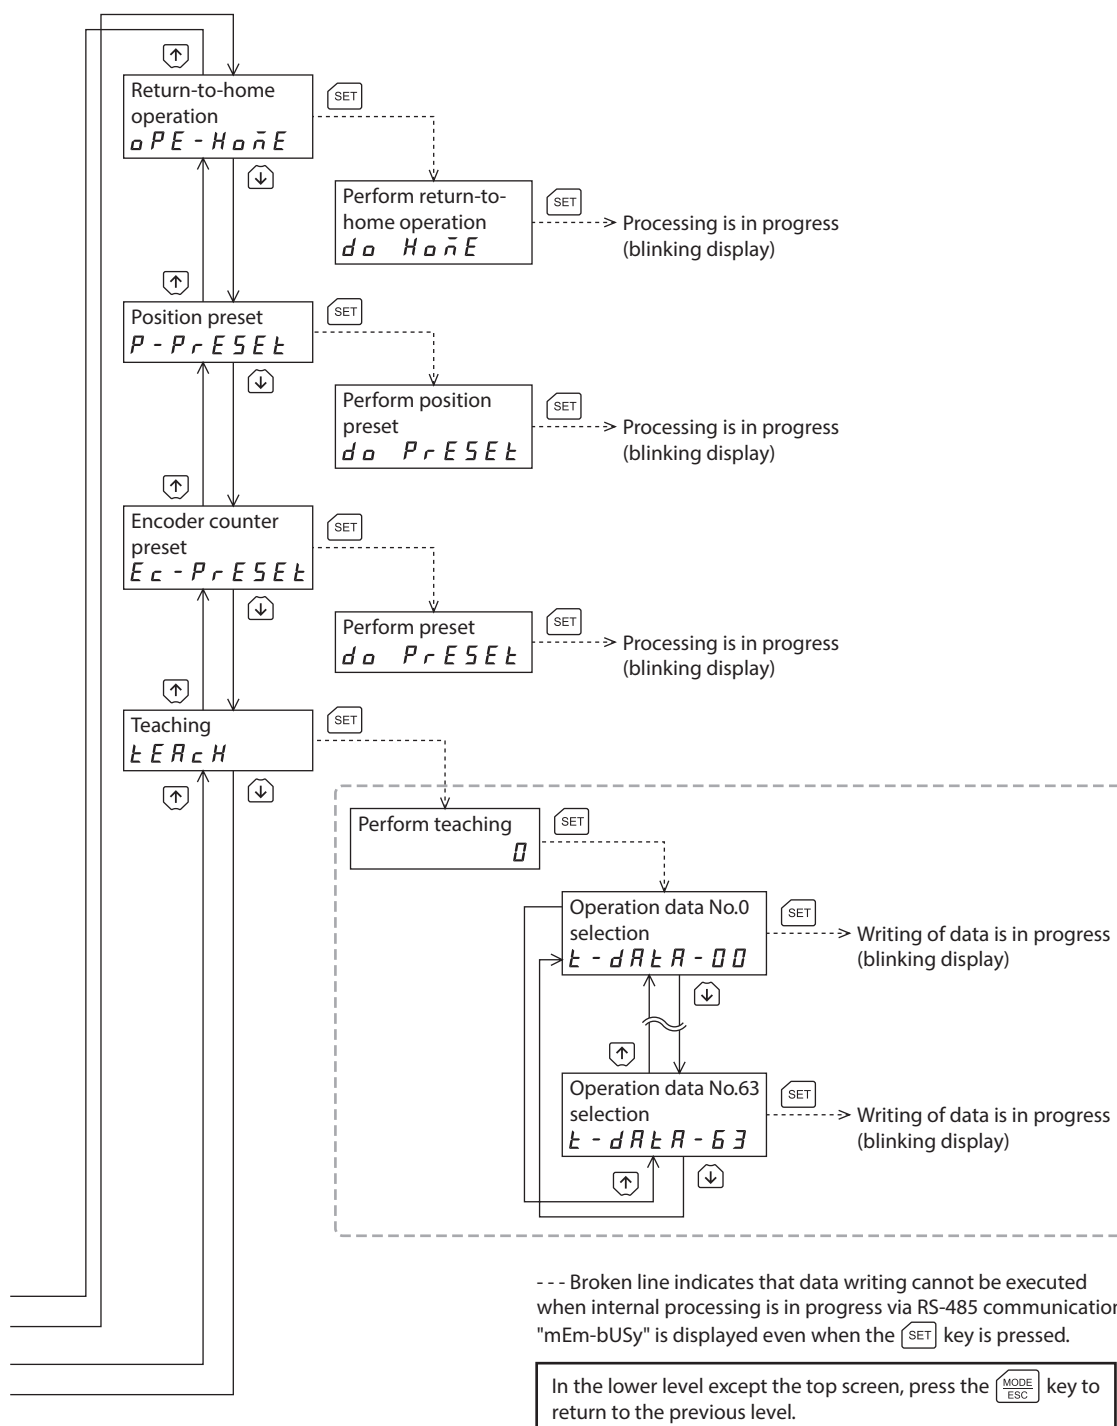 Return-to-home
operation
oPE-HomE
SET
Perform return-to-
home operation
do HomE
SET
Processing is in progress
(blinking display)
Position preset
P-PrESEt
SET
Perform position
preset
do PrESEt
SET
Processing is in progress
(blinking display)
Encoder counter
preset
Ec-PrESEt
SET
Perform preset
do PrESEt
SET
Processing is in progress
(blinking display)
Teaching
tEAcH
SET
Perform teaching
0
SET
Operation data No.0
selection
t-dAtA-00
SET
Writing of data is in progress
(blinking display)
Operation data No.63
selection
t-dAtA-63
SET
Writing of data is in progress
(blinking display)
- - - Broken line indicates that data writing cannot be executed
when internal processing is in progress via RS-485 communication
"mEm-bUSy" is displayed even when the SET key is pressed.
In the lower level except the top screen, press the MODE ESC key to
return to the previous level.